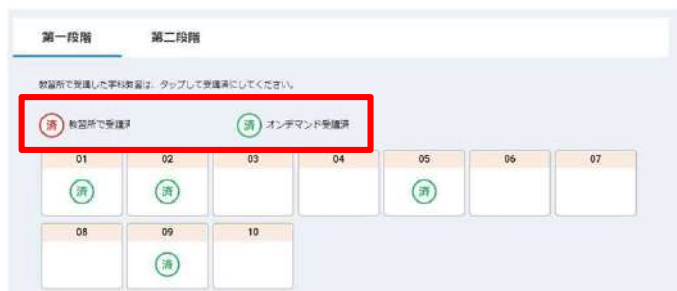 第一段階 第二段階
教習所で受講した学科教習は、タップして受講済にしてください。
済 教習所で受講済 済 オンデマンド受講済
01 02 03 04 05 06 07
済 済 済
08 09 10
済